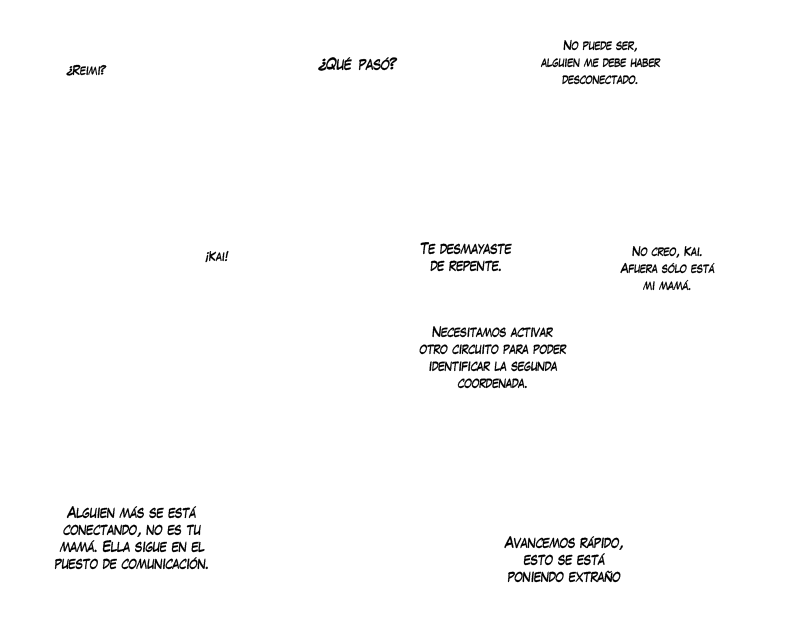 ¿Reimi?
¿Qué pasó?
No puede ser,
alguien me debe haber
desconectado.
¡Kai!
Te desmayaste
de repente.
No creo, Kai.
Afuera sólo está
mi mamá.
Necesitamos activar
otro circuito para poder
identificar la segunda
coordenada.
Alguien más se está
conectando, no es tu
mamá. Ella sigue en el
puesto de comunicación.
Avancemos rápido,
esto se está
poniendo extraño